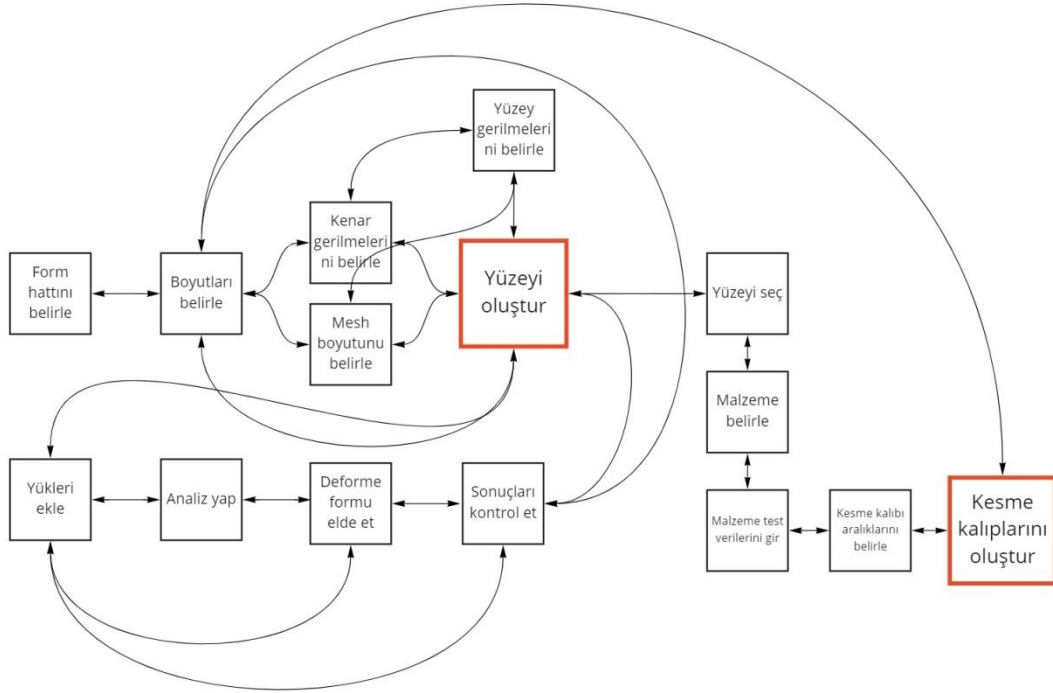 Yüzey
gerilmeleri
ni belirle
Kenar
gerilmeleri
ni belirle
Form
hattını
belirle
Boyutları
belirle
Yüzeyi
oluştur
Yüzeyi seç
Mesh
boyutunu
belirle
Malzeme
belirle
Yükleri
ekle
Analiz yap
Deforme
formu
elde et
Sonuçları
kontrol et
Malzeme test
verilerini gir
Kesme kalıbı
aralıklarını
belirle
Kesme
kalıplarını
oluştur